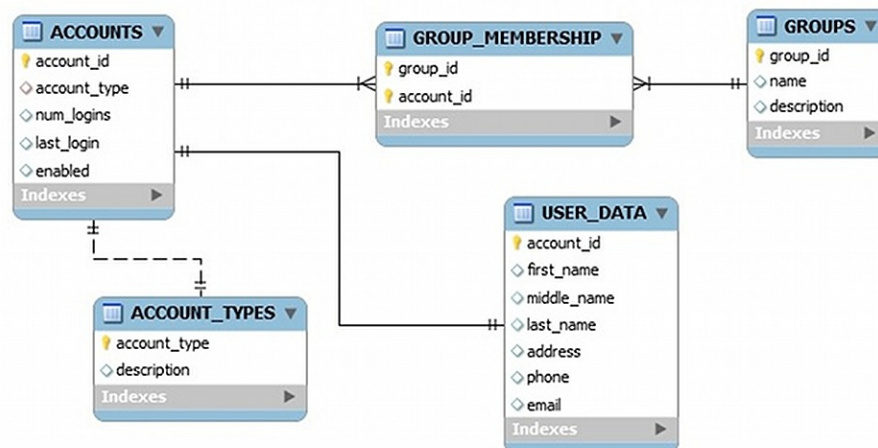 ACCOUNTS
account_id
account_type
num_logins
last_login
enabled
Indexes
GROUP_MEMBERSHIP
group_id
account_id
Indexes
GROUPS
group_id
name
description
Indexes
ACCOUNT_TYPES
account_type
description
Indexes
USER_DATA
account_id
first_name
middle_name
last_name
address
phone
email
Indexes